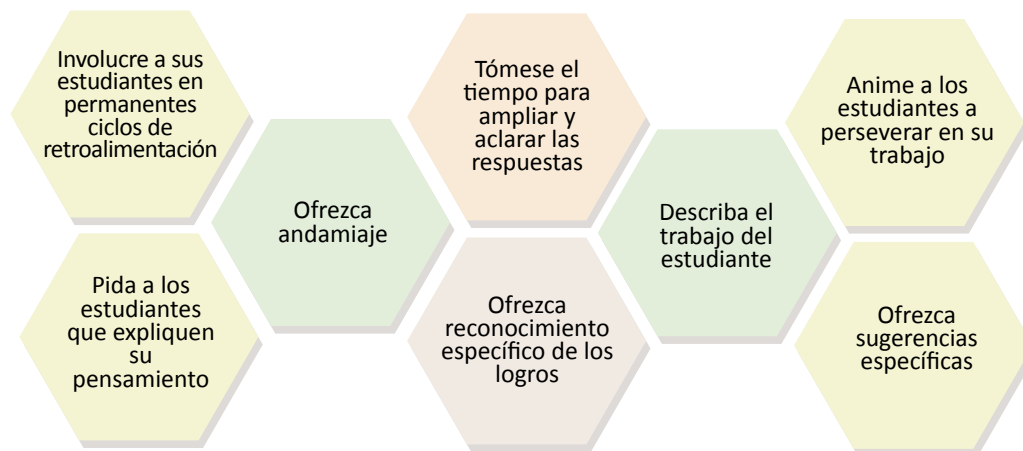 Involucre a sus
estudiantes en
permanentes
ciclos de
retroalimentación
Pida a los
estudiantes
que expliquen
su
pensamiento
Ofrezca
andamiaje
Tómese el
tiempo para
ampliar y
aclarar las
respuestas
Ofrezca
reconocimiento
específico de los
logros
Describa el
trabajo del
estudiante
Anime a los
estudiantes a
perseverar en su
trabajo
Ofrezca
sugerencias
específicas